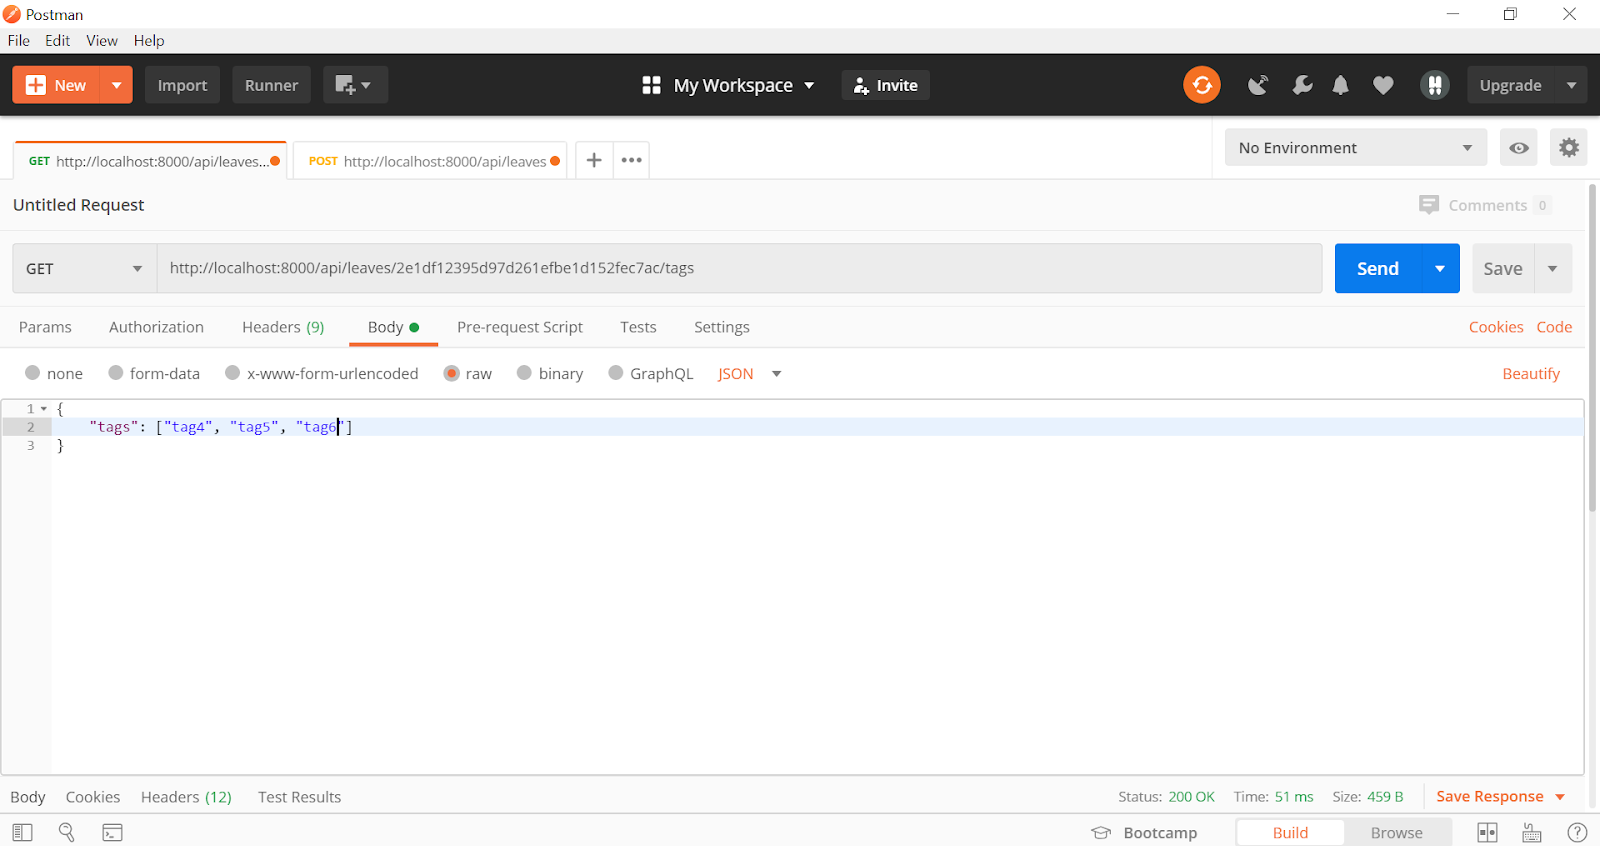 Postman
File Edit View Help
New Import Runner My Workspace Invite Upgrade
GET http://localhost:8000/api/leaves... POST http://localhost:8000/api/leaves No Environment
Untitled Request Comments 0
GET http://localhost:8000/api/leaves/2e1df12395d97d261efbe1d152fec7ac/tags Send Save
Params Authorization Headers (9) Body Pre-request Script Tests Settings Cookies Code
none form-data x-www-form-urlencoded raw binary GraphQL JSON Beautify
1 {
2 "tags": ["tag4", "tag5", "tag6"]
3 }
Body Cookies Headers (12) Test Results Status: 200 OK Time: 51 ms Size: 459 B Save Response
Bootcamp Build Browse